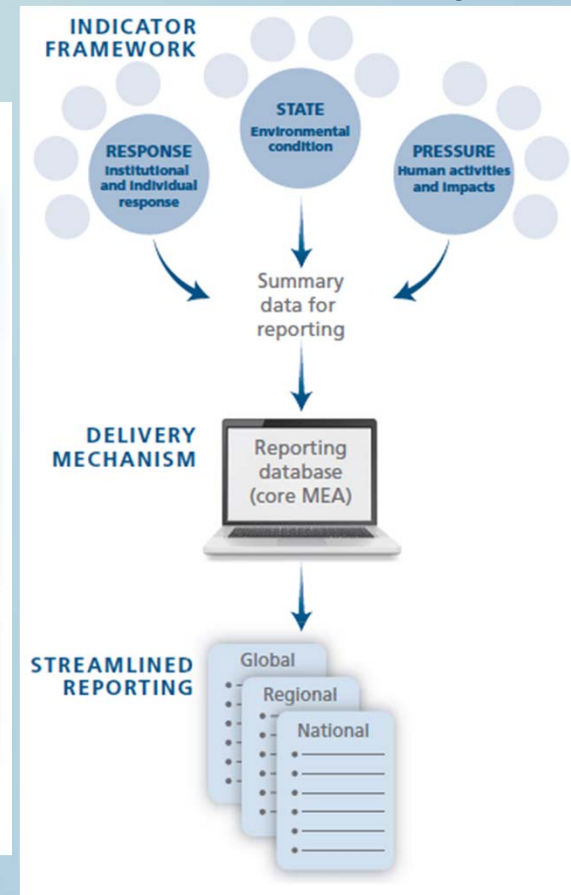 INDICATOR
FRAMEWORK
RESPONSE
Institutional
and individual
response
STATE
Environmental
condition
PRESSURE
Human activities
and impacts
Summary
data for
reporting
DELIVERY
MECHANISM
Reporting
database
(core MEA)
STREAMLINED
REPORTING
Global
Regional
National